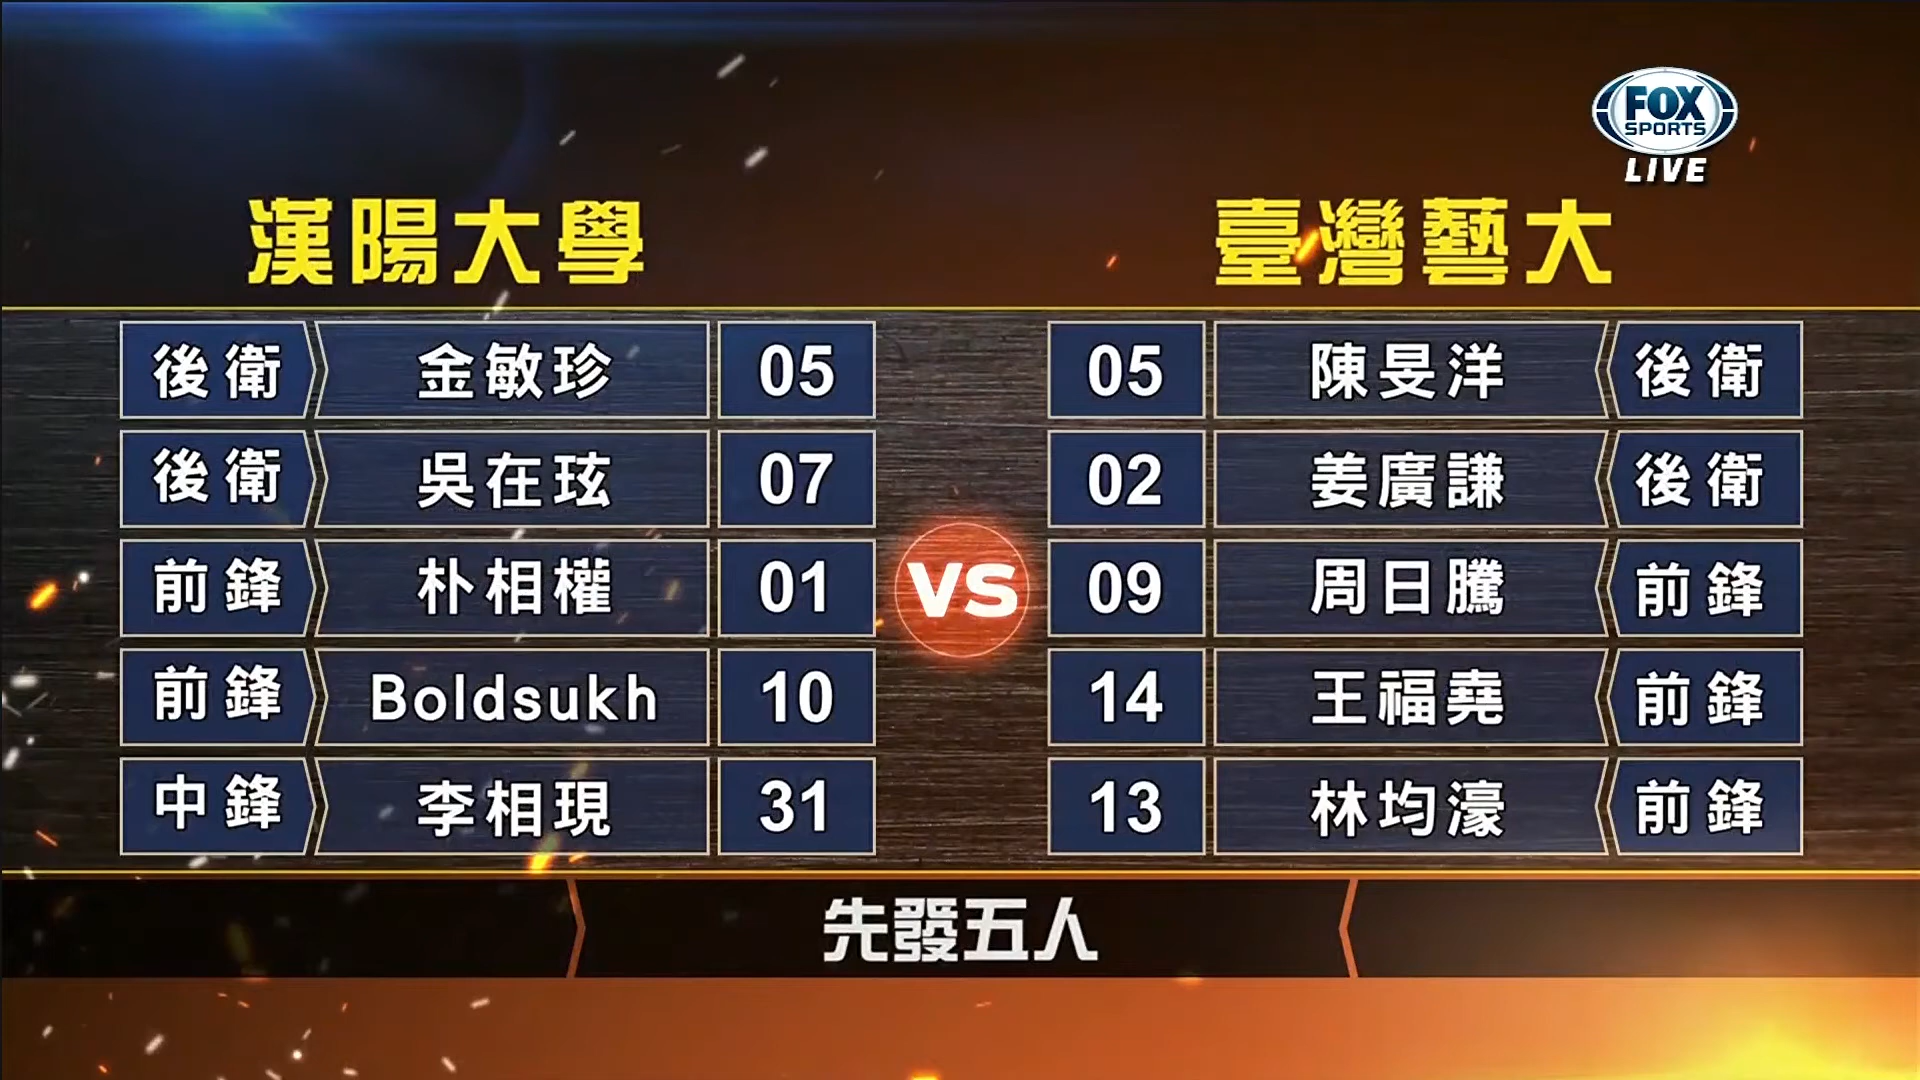 FOX
SPORTS
LIVE
漢陽大學
臺灣藝大
後衛 金敏珍 05 05 陳旻洋 後衛
後衛 吳在玹 07 02 姜廣謙 後衛
前鋒 朴相權 01 09 周日騰 前鋒
VS
前鋒 Boldsukh 10 14 王福堯 前鋒
中鋒 李相現 31 13 林均濠 前鋒
先發五人